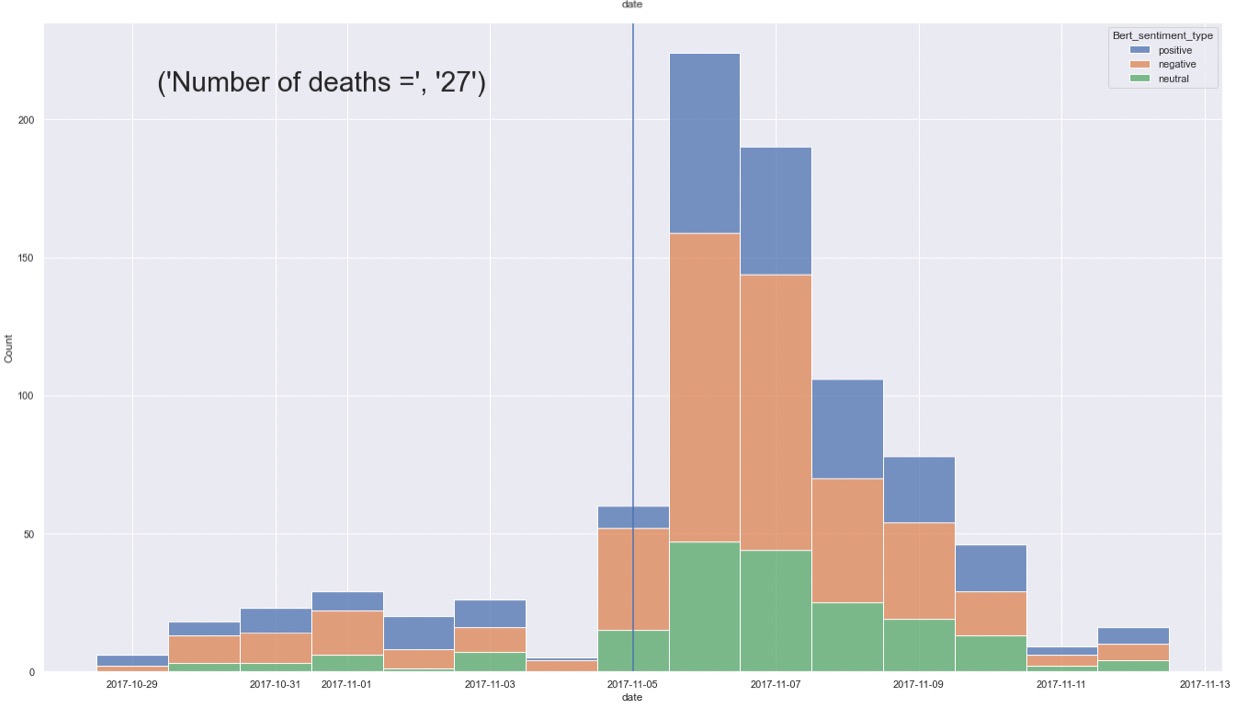 date
('Number of deaths =', '27')
Bert_sentiment_type
positive
negative
neutral
Count
200
150
100
50
0
2017-10-29 2017-10-31 2017-11-01 2017-11-03 2017-11-05 2017-11-07 2017-11-09 2017-11-11 2017-11-13
date